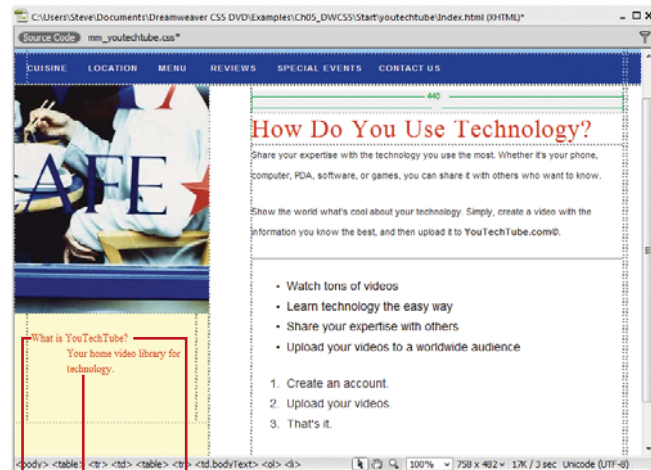 C:\Users\Steve\Documents\Dreamweaver CS5 DVD\Examples\Ch05_DWCS5\Start\youtechtube\Index.html (XHTML)*
Source Code mm_youtechtube.css*
CUISINE LOCATION MENU REVIEWS SPECIAL EVENTS CONTACT US
440
How Do You Use Technology?
Share your expertise with the technology you use the most. Whether it's your phone,
computer, PDA, software, or games, you can share it with others who want to know.
AFE
Show the world what's cool about your technology. Simply, create a video with the
information you know the best, and then upload it to YouTechTube.com©.
• Watch tons of videos
• Learn technology the easy way
• Share your expertise with others
• Upload your videos to a worldwide audience
What is YouTechTube?
Your home video library for
technology.
1. Create an account.
2. Upload your videos.
3. That's it.
<body> <table> <tr> <td> <table> <tr> <td.bodyText> <ol> <li> 100% 758 x 482 17K / 3 sec Unicode (UTF-8)